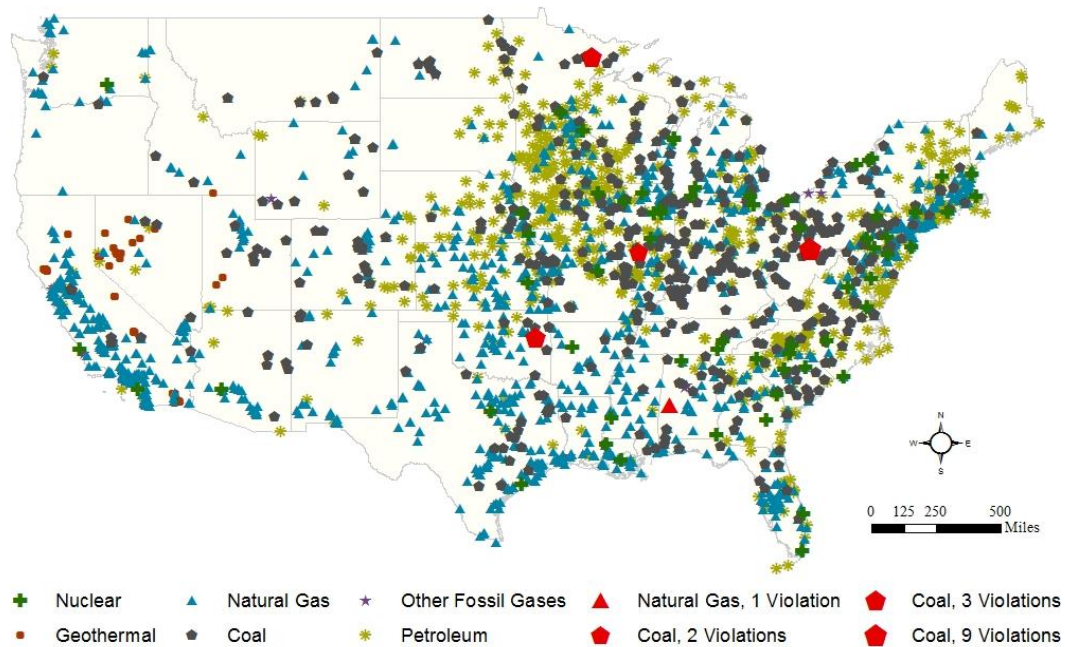 N
W E
S
0 125 250 500
Miles
Nuclear Natural Gas Other Fossil Gases Natural Gas, 1 Violation Coal, 3 Violations
Geothermal Coal Petroleum Coal, 2 Violations Coal, 9 Violations